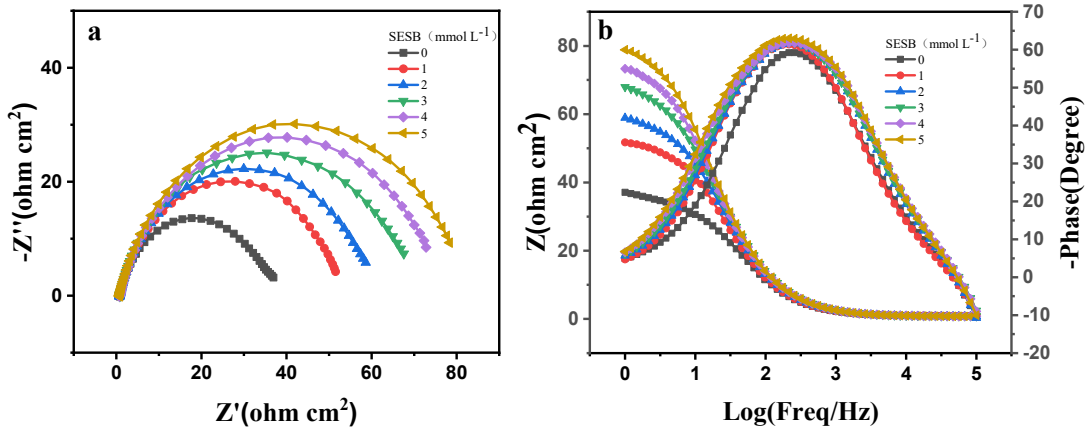 a
SESB（mmol L-1）
0
1
2
3
4
5
-Z''(ohm cm2)
40
20
0
0 20 40 60 80
Z'(ohm cm2)
b
SESB（mmol L-1）
0
1
2
3
4
5
Z(ohm cm2)
80
60
40
20
0
0 1 2 3 4 5
Log(Freq/Hz)
70
60
50
40
30
20
10
0
-10
-20
-Phase(Degree)